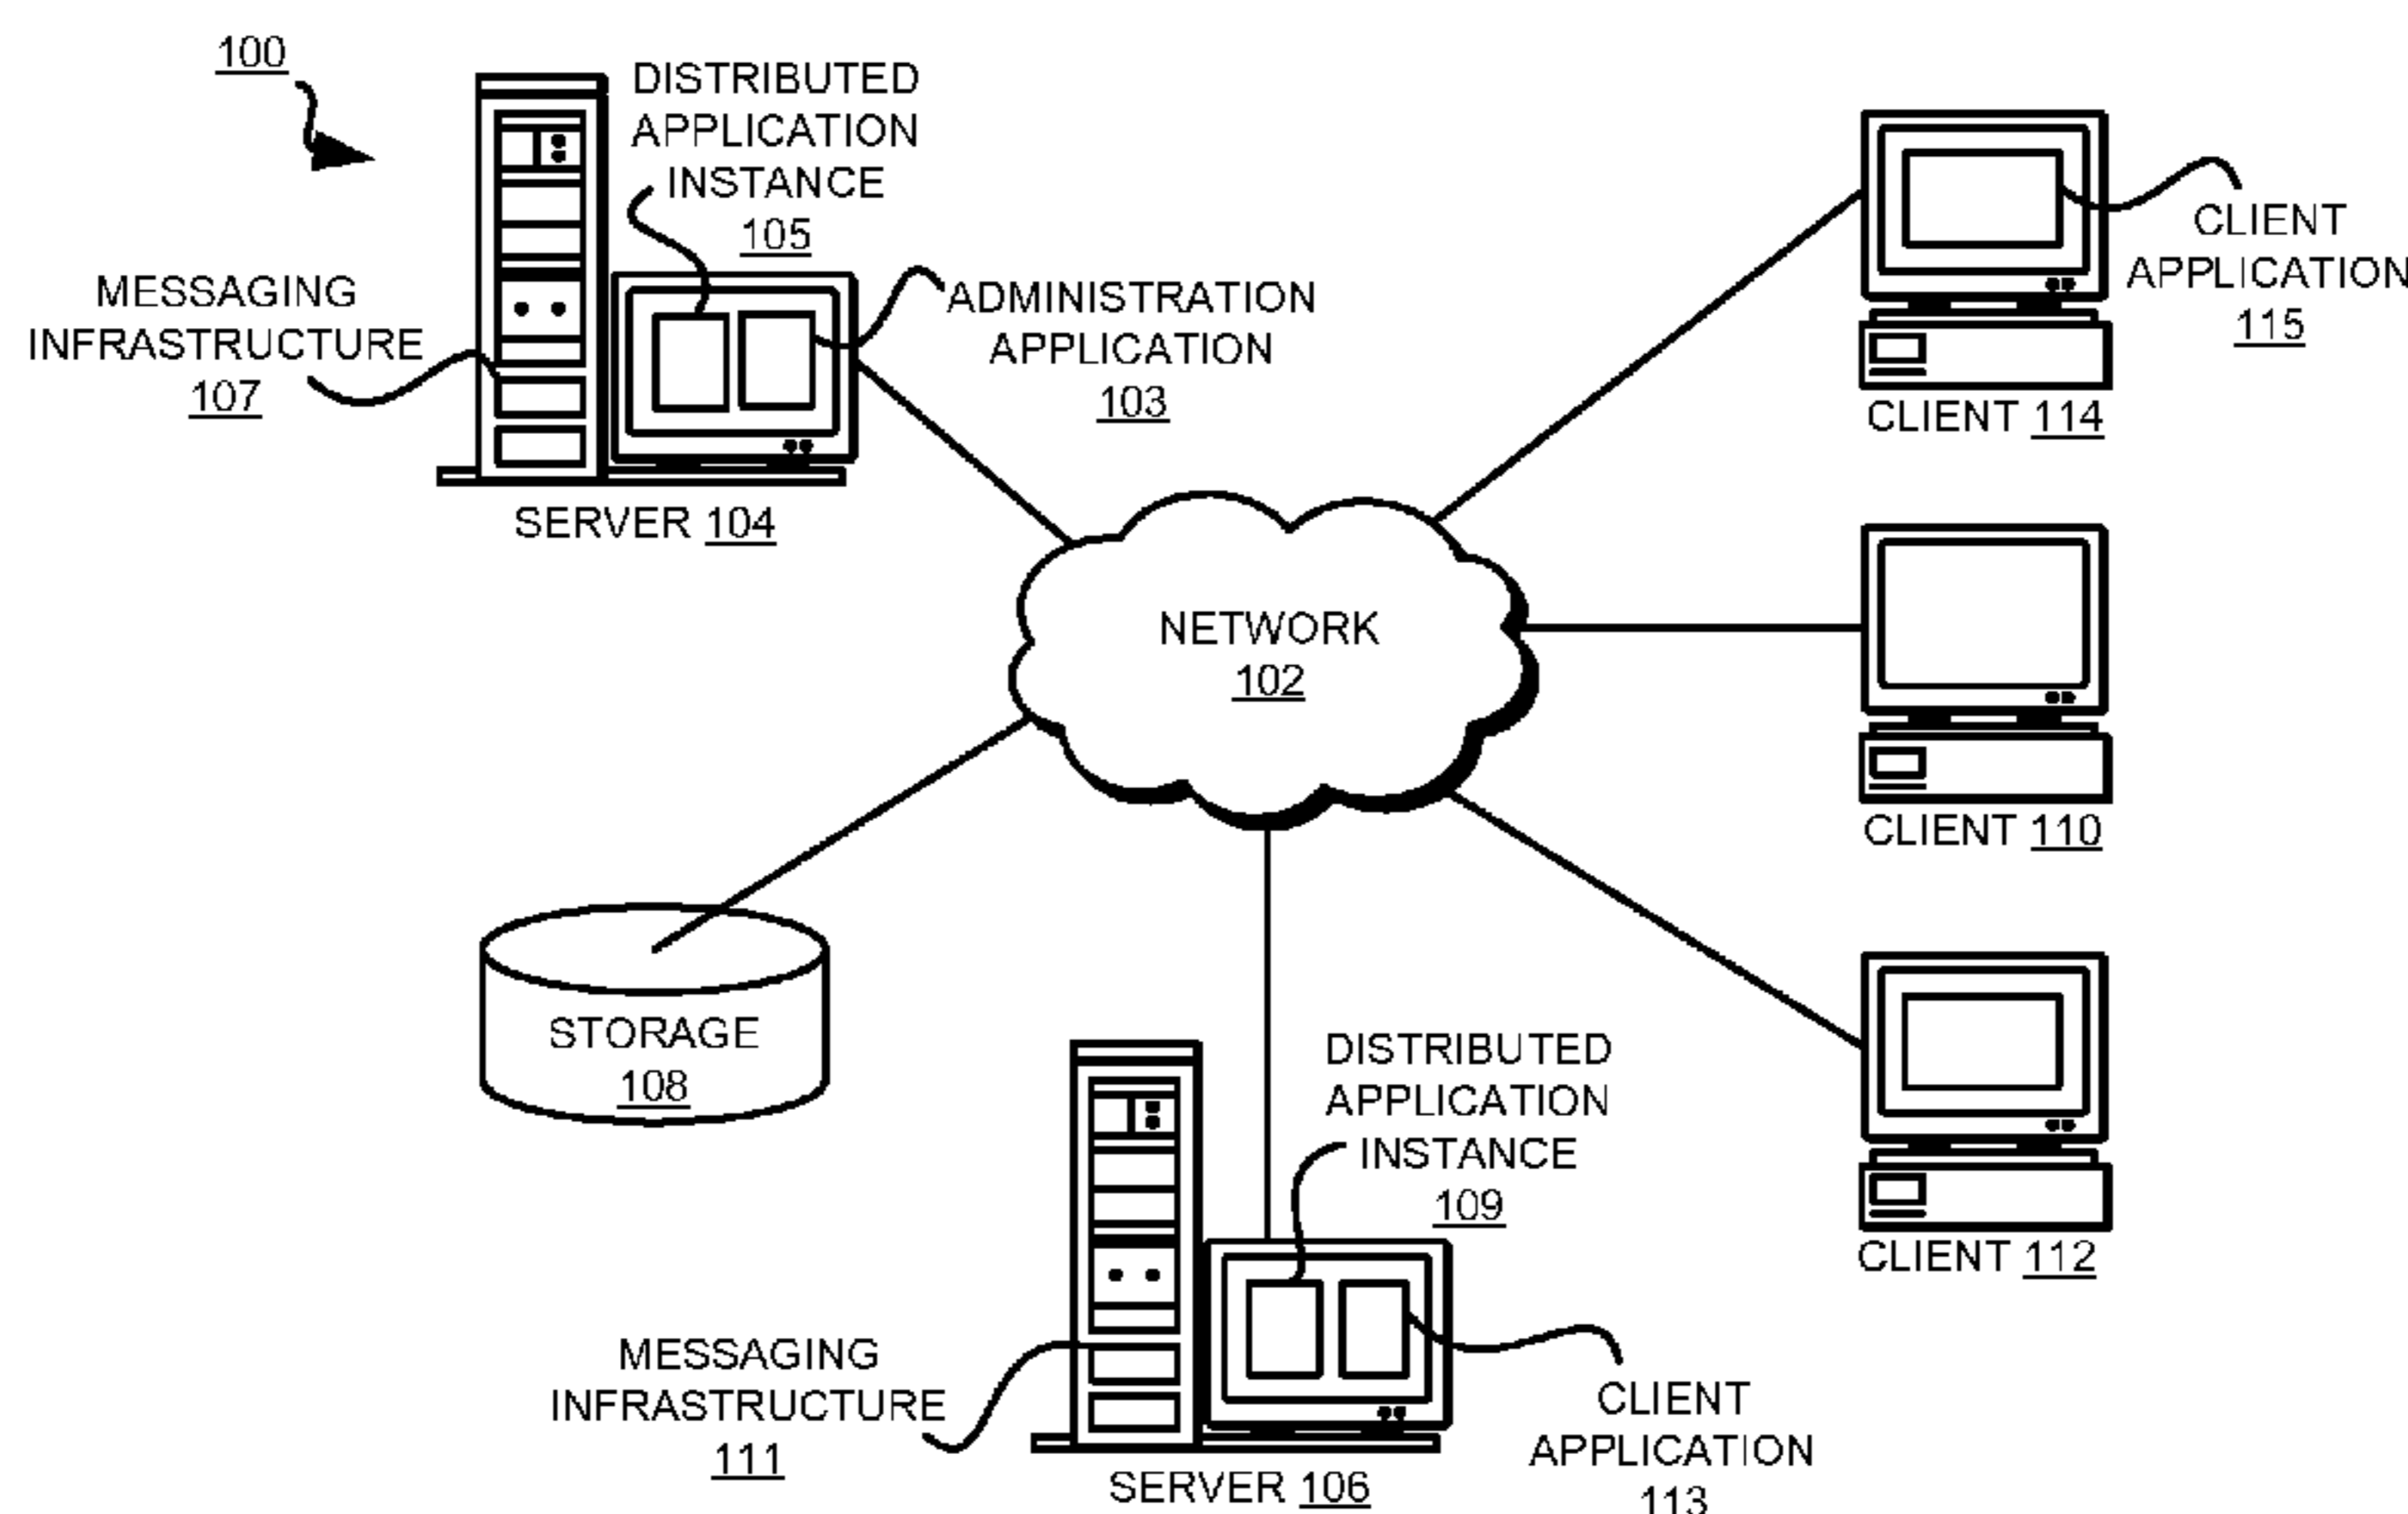 100
DISTRIBUTED
APPLICATION
INSTANCE
105
MESSAGING
INFRASTRUCTURE
107
ADMINISTRATION
APPLICATION
103
SERVER 104
CLIENT
APPLICATION
115
CLIENT 114
NETWORK
102
CLIENT 110
STORAGE
108
DISTRIBUTED
APPLICATION
INSTANCE
109
CLIENT 112
MESSAGING
INFRASTRUCTURE
111
SERVER 106
CLIENT
APPLICATION
113